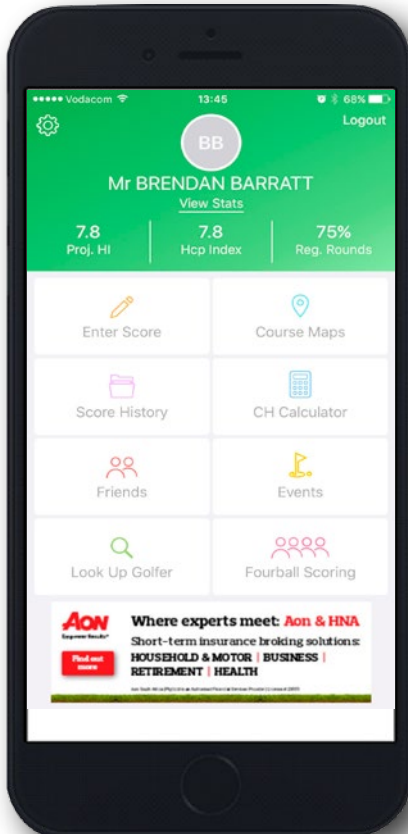 Vodacom 13:45 68%
Logout
BB
Mr BRENDAN BARRATT
View Stats
7.8 7.8 75%
Proj. HI Hcp Index Reg. Rounds
Enter Score Course Maps
Score History CH Calculator
Friends Events
Look Up Golfer Fourball Scoring
AON Where experts meet: Aon & HNA
Empower Results® Short-term insurance broking solutions:
Find out HOUSEHOLD & MOTOR | BUSINESS |
more RETIREMENT | HEALTH